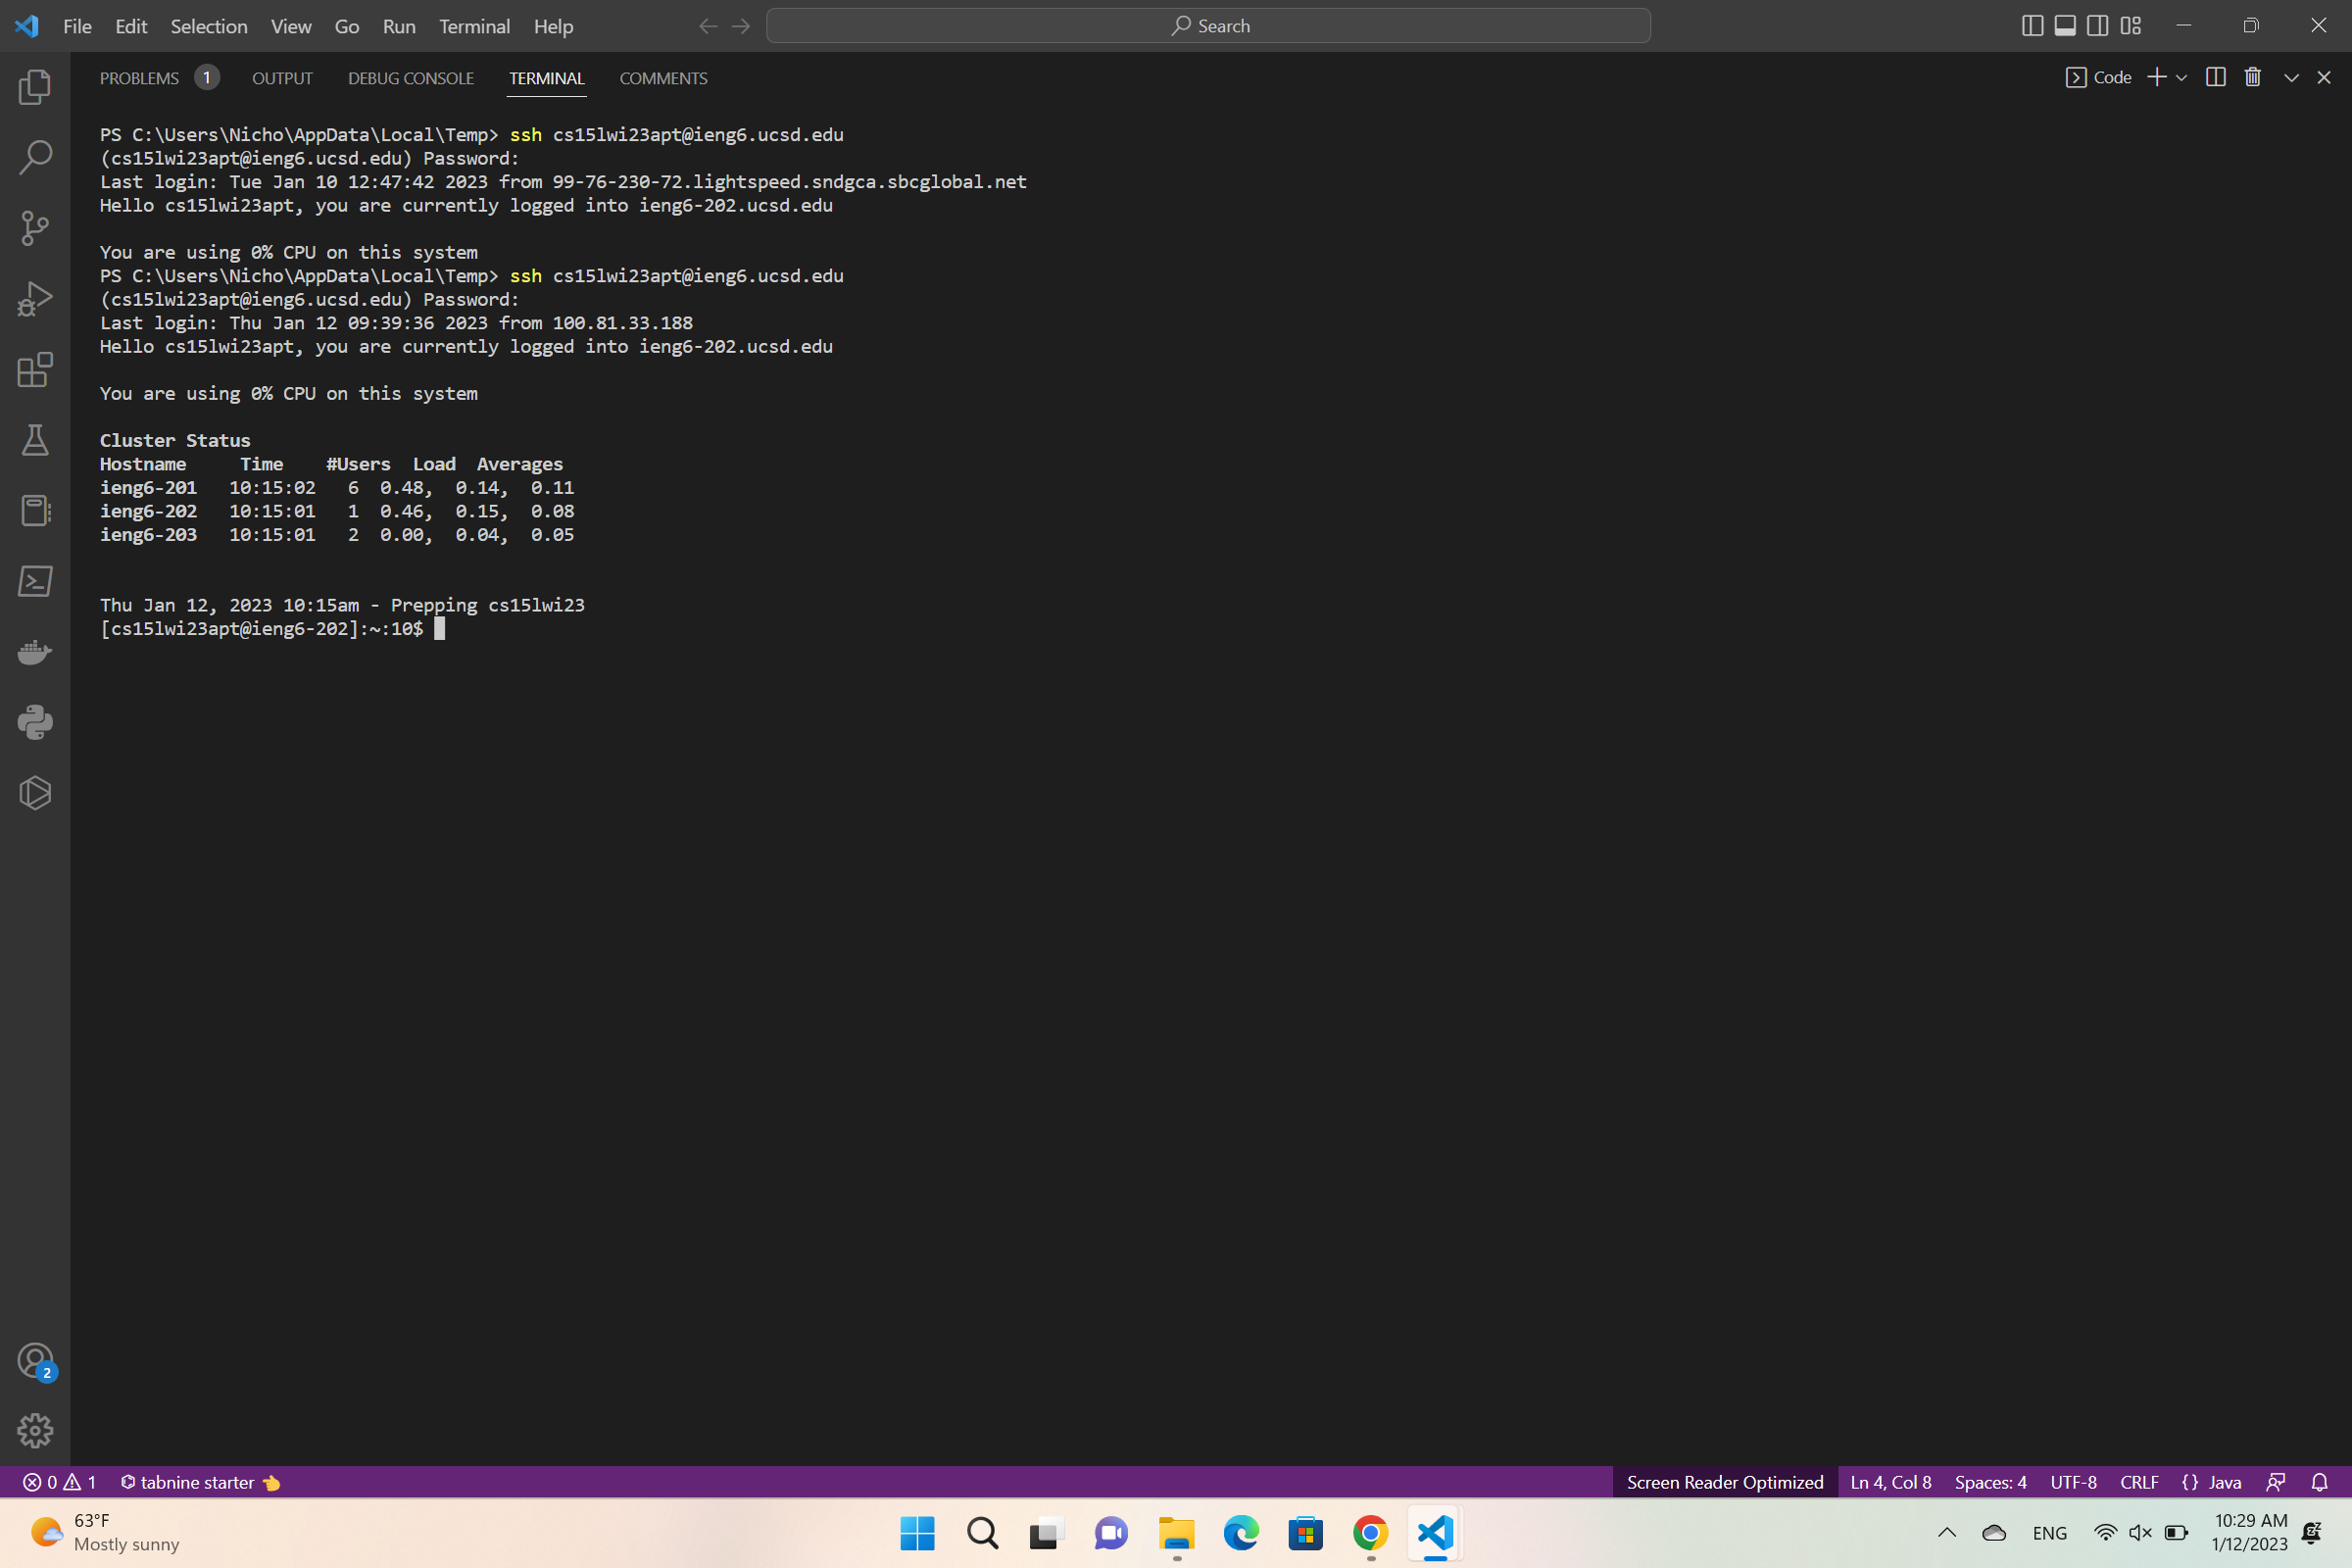 File Edit Selection View Go Run Terminal Help Search
PROBLEMS 1 OUTPUT DEBUG CONSOLE TERMINAL COMMENTS Code
PS C:\Users\Nicho\AppData\Local\Temp> ssh cs15lwi23apt@ieng6.ucsd.edu
(cs15lwi23apt@ieng6.ucsd.edu) Password:
Last login: Tue Jan 10 12:47:42 2023 from 99-76-230-72.lightspeed.sndgca.sbcglobal.net
Hello cs15lwi23apt, you are currently logged into ieng6-202.ucsd.edu
You are using 0% CPU on this system
PS C:\Users\Nicho\AppData\Local\Temp> ssh cs15lwi23apt@ieng6.ucsd.edu
(cs15lwi23apt@ieng6.ucsd.edu) Password:
Last login: Thu Jan 12 09:39:36 2023 from 100.81.33.188
Hello cs15lwi23apt, you are currently logged into ieng6-202.ucsd.edu
You are using 0% CPU on this system
Cluster Status
Hostname Time #Users Load Averages
ieng6-201 10:15:02 6 0.48, 0.14, 0.11
ieng6-202 10:15:01 1 0.46, 0.15, 0.08
ieng6-203 10:15:01 2 0.00, 0.04, 0.05
Thu Jan 12, 2023 10:15am - Prepping cs15lwi23
[cs15lwi23apt@ieng6-202]:~:10$
2
0 1 tabnine starter 👈 Screen Reader Optimized Ln 4, Col 8 Spaces: 4 UTF-8 CRLF {} Java
63°F
Mostly sunny
ENG
10:29 AM
1/12/2023